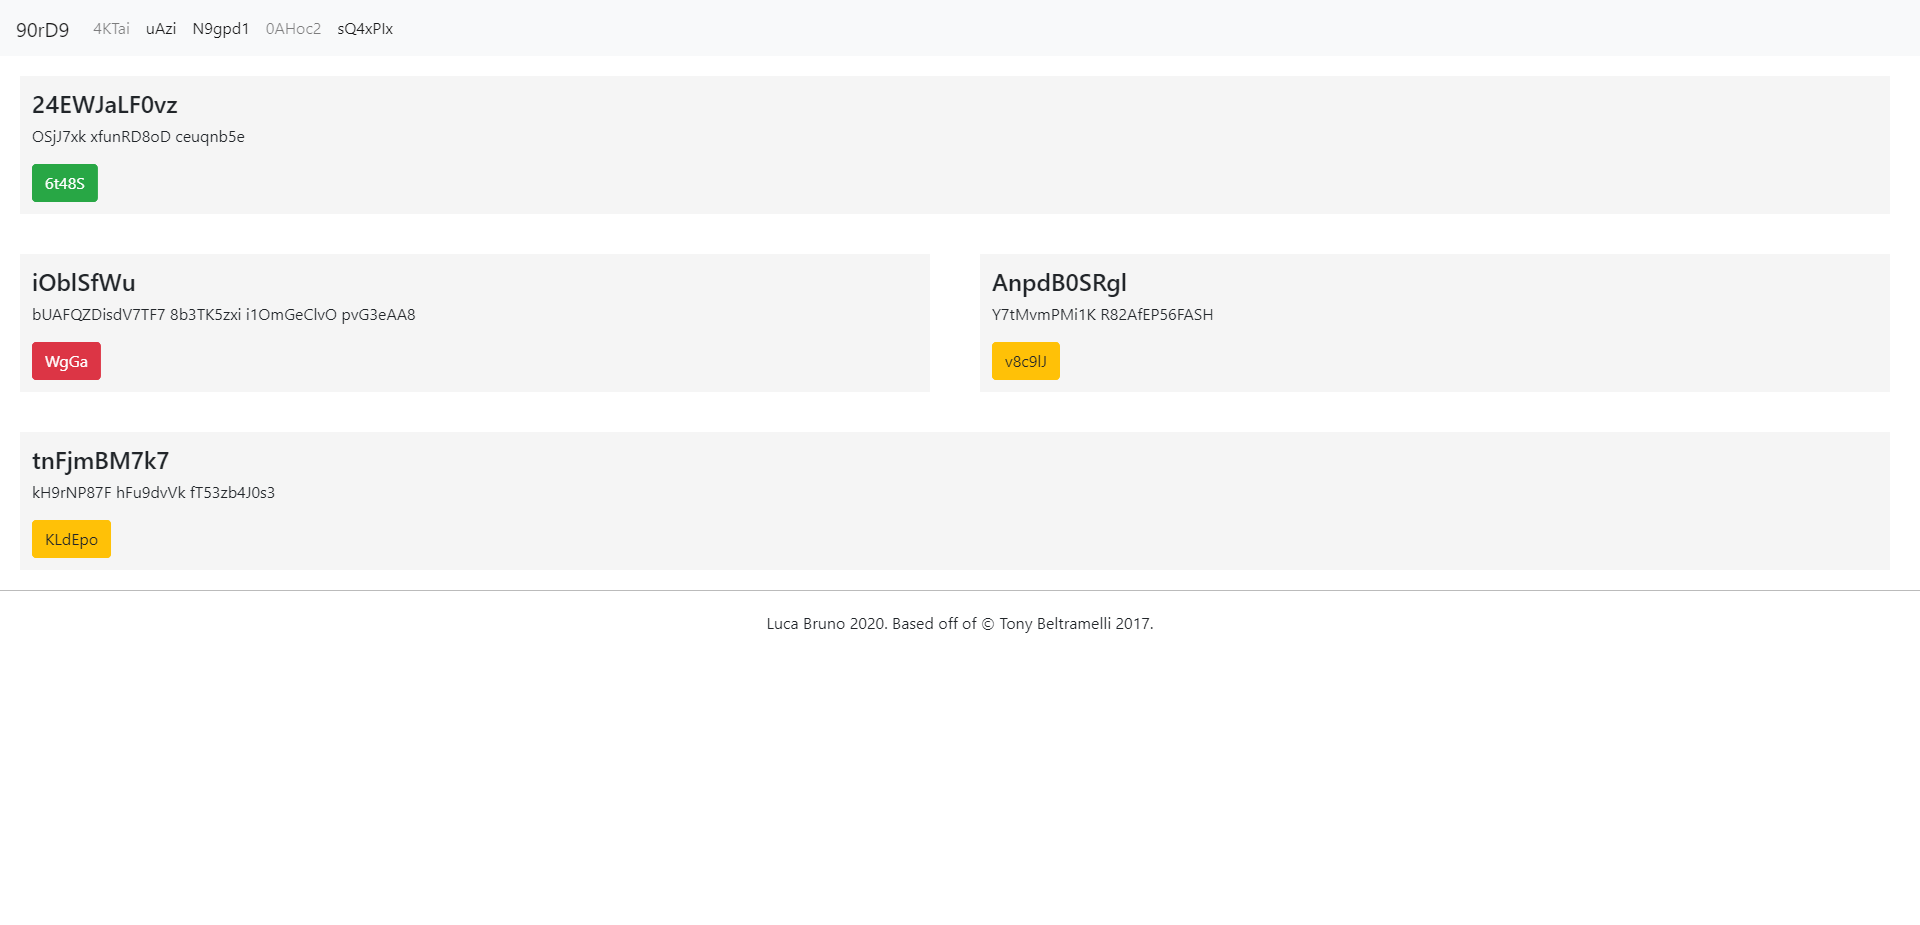 90rD9 4KTai uAzi N9gpd1 0AHoc2 sQ4xPIx
24EWJaLF0vz
OSjJ7xk xfunRD8oD ceuqnb5e
6t48S
iOblSfWu
bUAFQZDisdV7TF7 8b3TK5zxi i1OmGeClvO pvG3eAA8
WgGa
AnpdB0SRgl
Y7tMvmPMi1K R82AfEP56FASH
v8c9lJ
tnFjmBM7k7
kH9rNP87F hFu9dvVk fT53zb4J0s3
KLdEpo
Luca Bruno 2020. Based off of © Tony Beltramelli 2017.